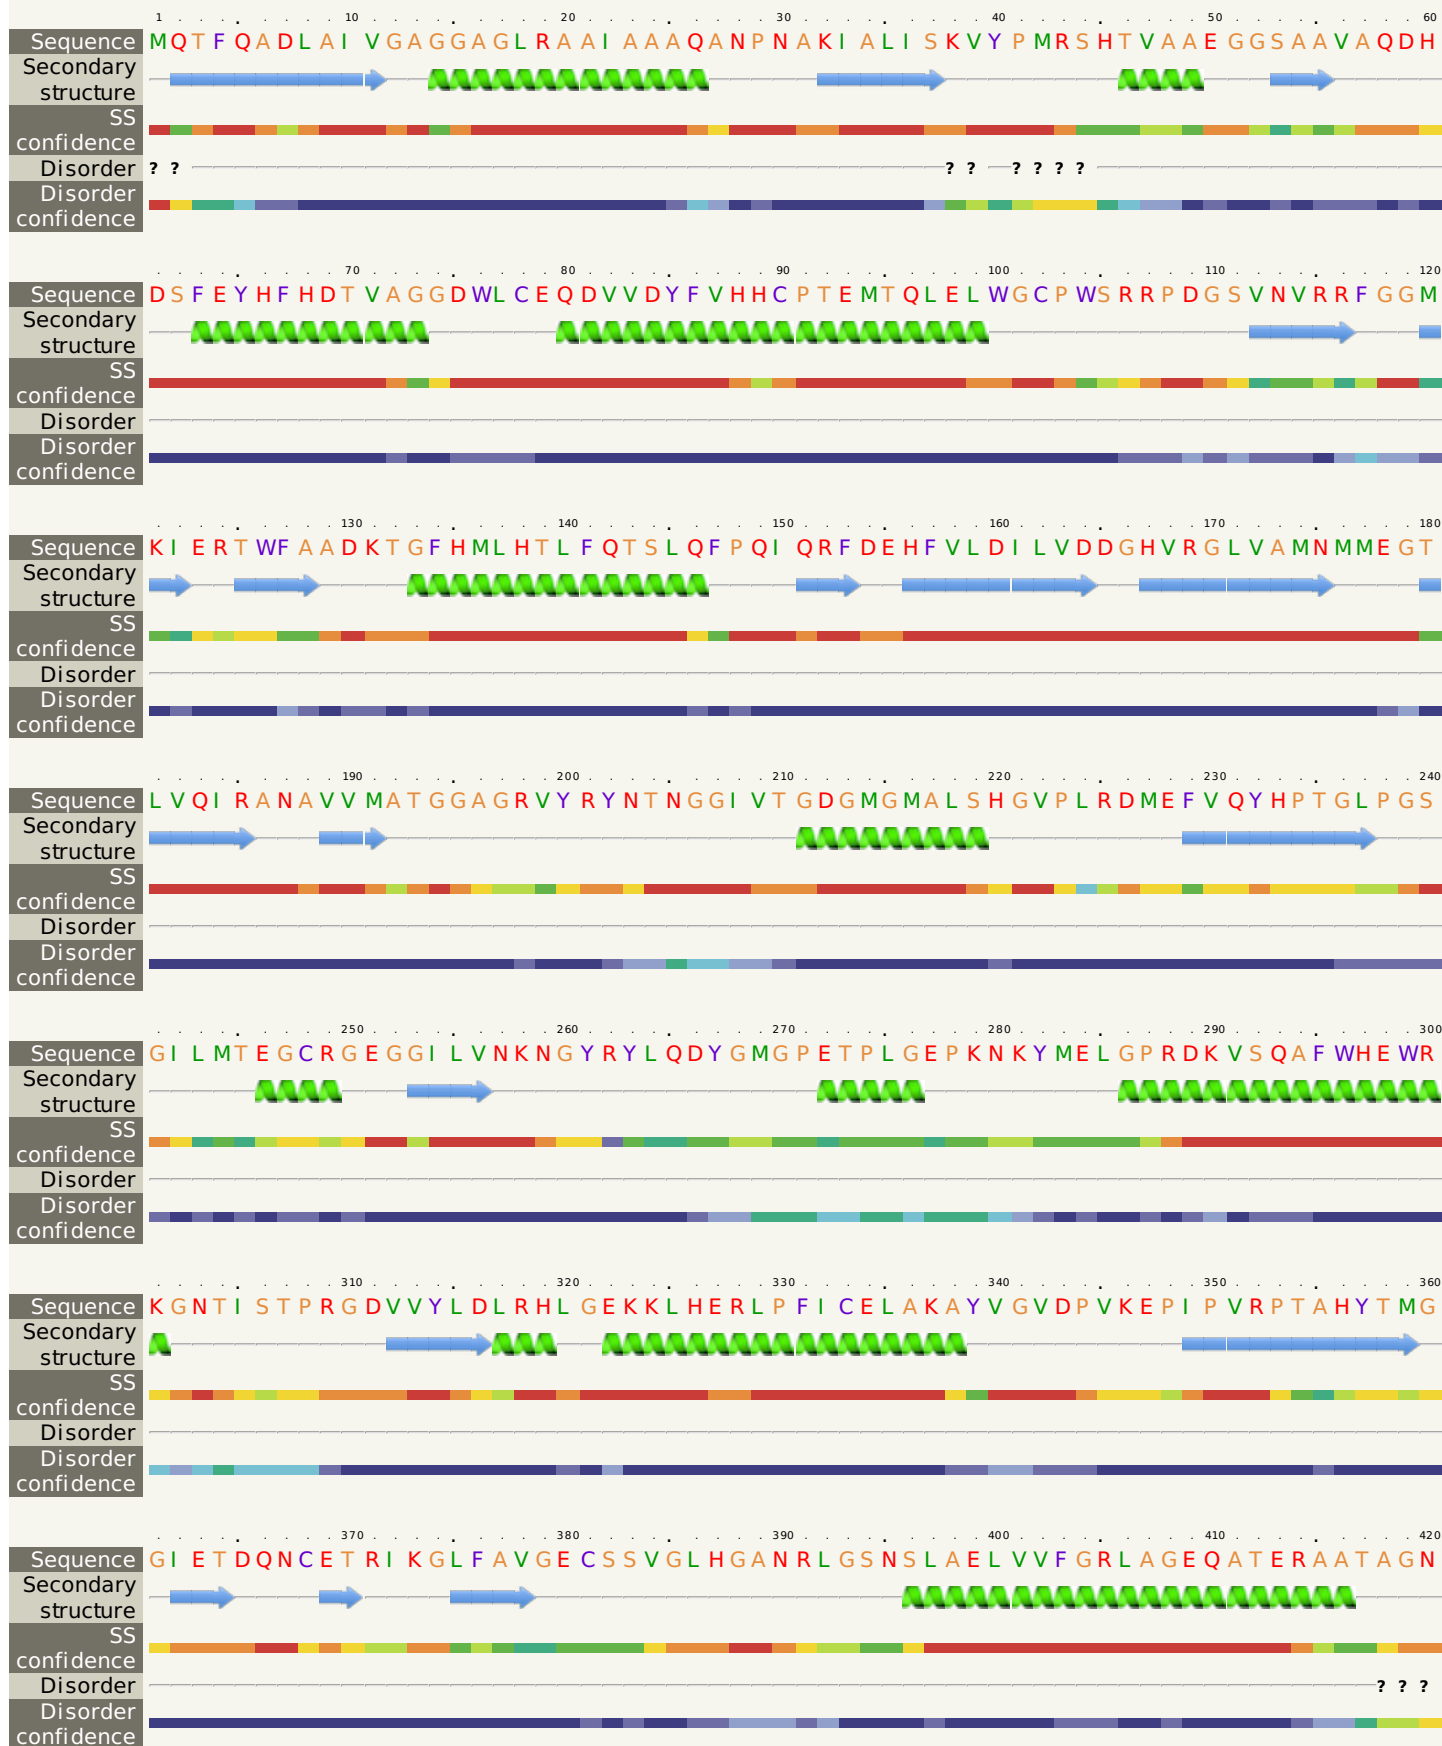 1 . . . . 10 . . . . 20 . . . . 30 . . . . 40 . . . . 50 . . . . 60
Sequence MQTFQADLAIVGAGGAGLRAAIAAAQANPNAKIALISKVYPMRSHTVAAEGGSAAVAQDH
Secondary
structure
SS
confidence
Disorder ? ? ? ? ? ? ? ?
Disorder
confidence
. . . . 70 . . . . 80 . . . . 90 . . . . 100 . . . . 110 . . . . 120
Sequence DSFEYHFHDTVAGGDWLCEQDVVDYFVHHCPTEMTQLELWGCPWSRRPDGSVNVRRFGGM
Secondary
structure
SS
confidence
Disorder
Disorder
confidence
. . . . 130 . . . . 140 . . . . 150 . . . . 160 . . . . 170 . . . . 180
Sequence KIERTWFAADKTGFHMLHTLFQTSLQFPQIQRFDEHFVLDILVDDGHVRGLVAMNMMEGT
Secondary
structure
SS
confidence
Disorder
Disorder
confidence
. . . . 190 . . . . 200 . . . . 210 . . . . 220 . . . . 230 . . . . 240
Sequence LVQIRANAVVMATGGAGRVYRYNTNGGIVTGDGMGMALSHGVPLRDMEFVQYHPTGLPGS
Secondary
structure
SS
confidence
Disorder
Disorder
confidence
. . . . 250 . . . . 260 . . . . 270 . . . . 280 . . . . 290 . . . . 300
Sequence GILMTEGCRGEGGILVNKNGYRYLQDYGMGPETPLGEPKNKYMELGPRDKVSQAFWHEWR
Secondary
structure
SS
confidence
Disorder
Disorder
confidence
. . . . 310 . . . . 320 . . . . 330 . . . . 340 . . . . 350 . . . . 360
Sequence KGNTISTPRGDVVYLDLRHLGEKKLHERLPFICELAKAYVGVDPVKEPIPVRPTAHYTMG
Secondary
structure
SS
confidence
Disorder
Disorder
confidence
. . . . 370 . . . . 380 . . . . 390 . . . . 400 . . . . 410 . . . . 420
Sequence GIETDQNCETRIKGLFAVGECSSVGLHGANRLGSNSLAELVVFGRLAGEQATERAATAGN
Secondary
structure
SS
confidence
Disorder ? ? ?
Disorder
confidence